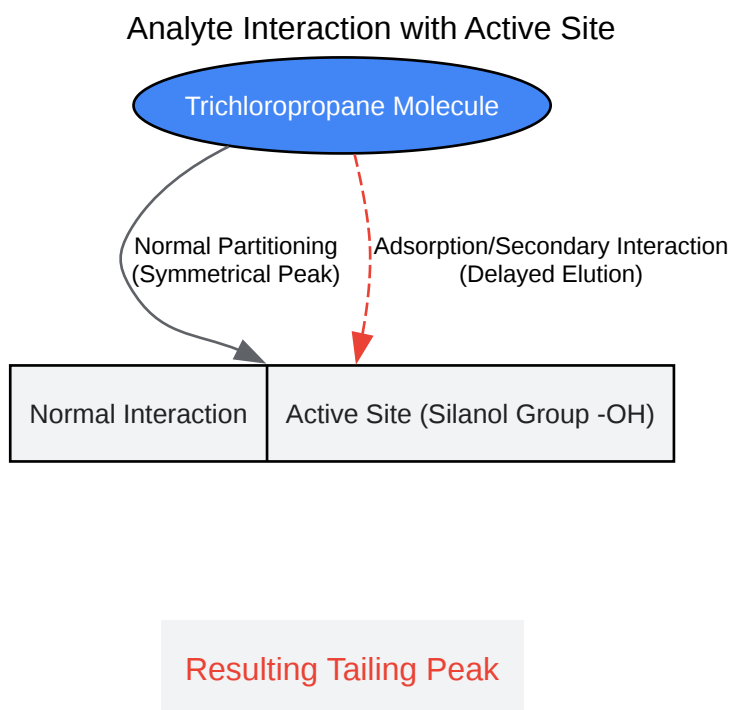 Analyte Interaction with Active Site
Trichloropropane Molecule
Normal Partitioning
(Symmetrical Peak)
Adsorption/Secondary Interaction
(Delayed Elution)
Normal Interaction
Active Site (Silanol Group -OH)
Resulting Tailing Peak